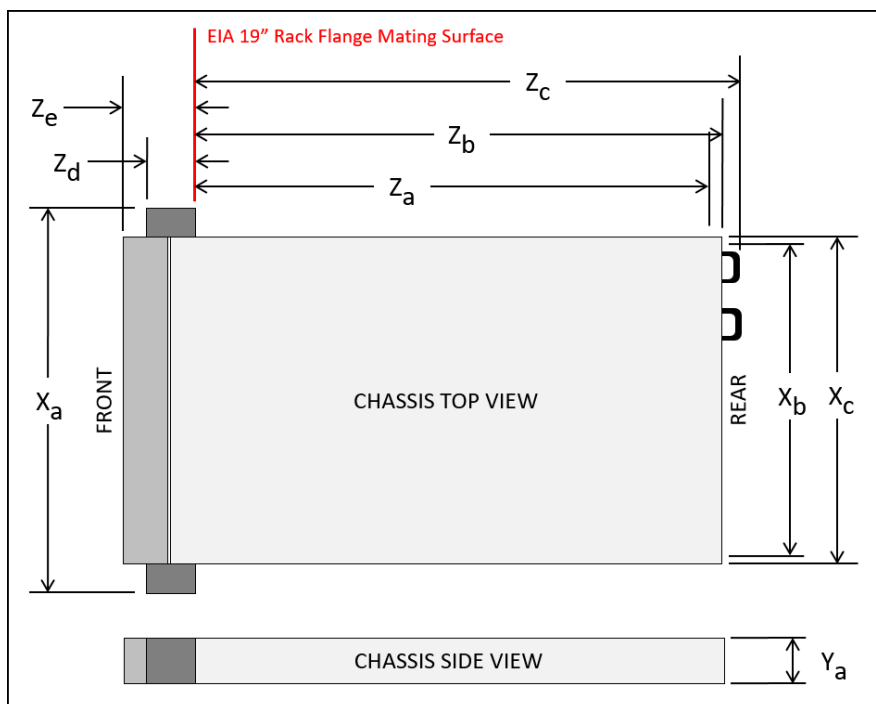 EIA 19” Rack Flange Mating Surface
Zc
Ze
Zb
Zd
Za
Xa
FRONT
CHASSIS TOP VIEW
REAR
Xb
Xc
CHASSIS SIDE VIEW
Ya